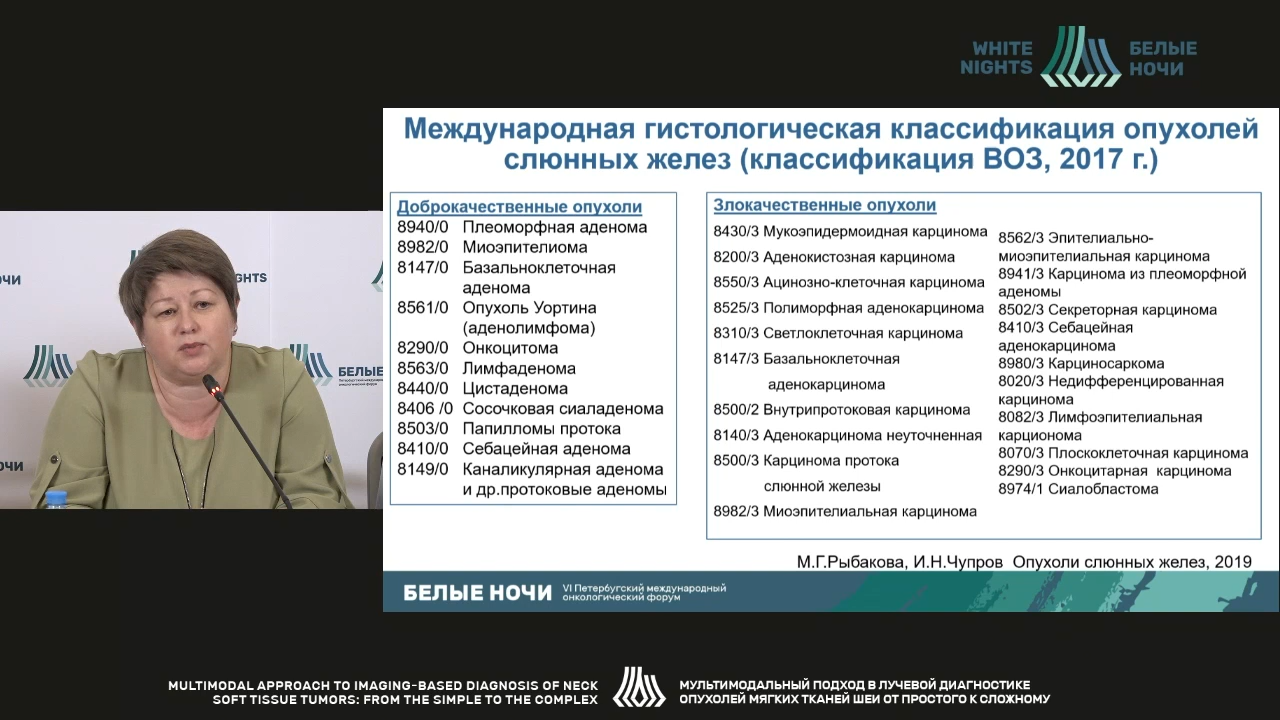 WHITE
NIGHTS
БЕЛЫЕ
НОЧИ
Международная гистологическая классификация опухолей
слюнных желез (классификация ВОЗ, 2017 г.)
Доброкачественные опухоли
8940/0 Плеоморфная аденома
8982/0 Миоэпителиома
8147/0 Базальноклеточная
аденома
8561/0 Опухоль Уортина
(аденолимфома)
8290/0 Онкоцитома
8563/0 Лимфаденома
8440/0 Цистаденома
8406 /0 Сосочковая сиаладенома
8503/0 Папилломы протока
8410/0 Себацейная аденома
8149/0 Каналикулярная аденома
и др.протоковые аденомы
Злокачественные опухоли
8430/3 Мукоэпидермоидная карцинома
8200/3 Аденокистозная карцинома
8550/3 Ацинозно-клеточная карцинома
8525/3 Полиморфная аденокарцинома
8310/3 Светлоклеточная карцинома
8147/3 Базальноклеточная
аденокарцинома
8500/2 Внутрипротоковая карцинома
8140/3 Аденокарцинома неуточненная
8500/3 Карцинома протока
слюнной железы
8982/3 Миоэпителиальная карцинома
8562/3 Эпителиально-
миоэпителиальная карцинома
8941/3 Карцинома из плеоморфной
аденомы
8502/3 Секреторная карцинома
8410/3 Себацейная
аденокарцинома
8980/3 Карциносаркома
8020/3 Недифференцированная
карцинома
8082/3 Лимфоэпителиальная
карционома
8070/3 Плоскоклеточная карцинома
8290/3 Онкоцитарная карцинома
8974/1 Сиалобластома
М.Г.Рыбакова, И.Н.Чупров Опухоли слюнных желез, 2019
БЕЛЫЕ НОЧИ
VI Петербургский международный
онкологический форум
ОЧИ
GHTS
БЕЛЫЕ
Петербургский международный
онкологический форум
ОЧИ
MULTIMODAL APPROACH TO IMAGING-BASED DIAGNOSIS OF NECK
SOFT TISSUE TUMORS: FROM THE SIMPLE TO THE COMPLEX
МУЛЬТИМОДАЛЬНЫЙ ПОДХОД В ЛУЧЕВОЙ ДИАГНОСТИКЕ
ОПУХОЛЕЙ МЯГКИХ ТКАНЕЙ ШЕИ ОТ ПРОСТОГО К СЛОЖНОМУ